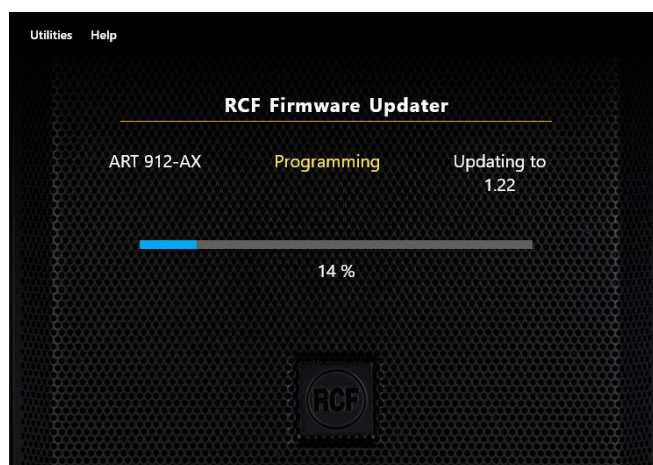 Utilities Help
RCF Firmware Updater
ART 912-AX Programming Updating to
1.22
14 %
RCF